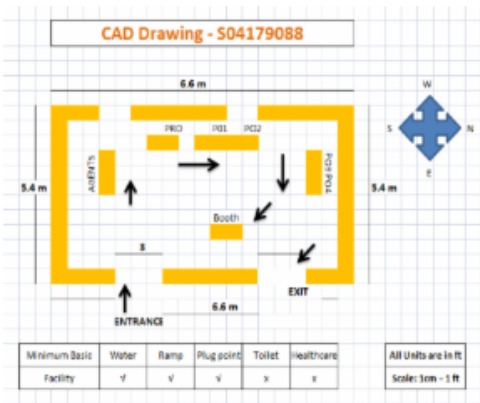 CAD Drawing - S04179088
6.6 m
W
PRO
PO1
PO2
S
N
AGENTS
PO3 PO4
E
5.4 m
5.4 m
Booth
EXIT
6.6 m
ENTRANCE
Minimum Basic Water Ramp Plug point Toilet Healthcare
Facility √ √ √ x x
All Units are in ft
Scale: 1cm - 1 ft